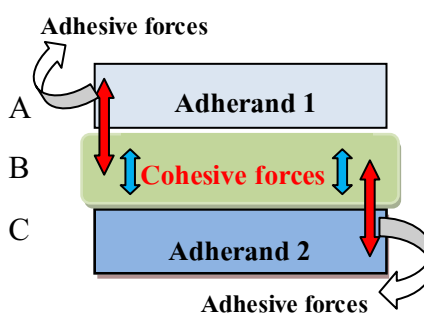 Adhesive forces
A
Adherand 1
B
Cohesive forces
C
Adherand 2
Adhesive forces